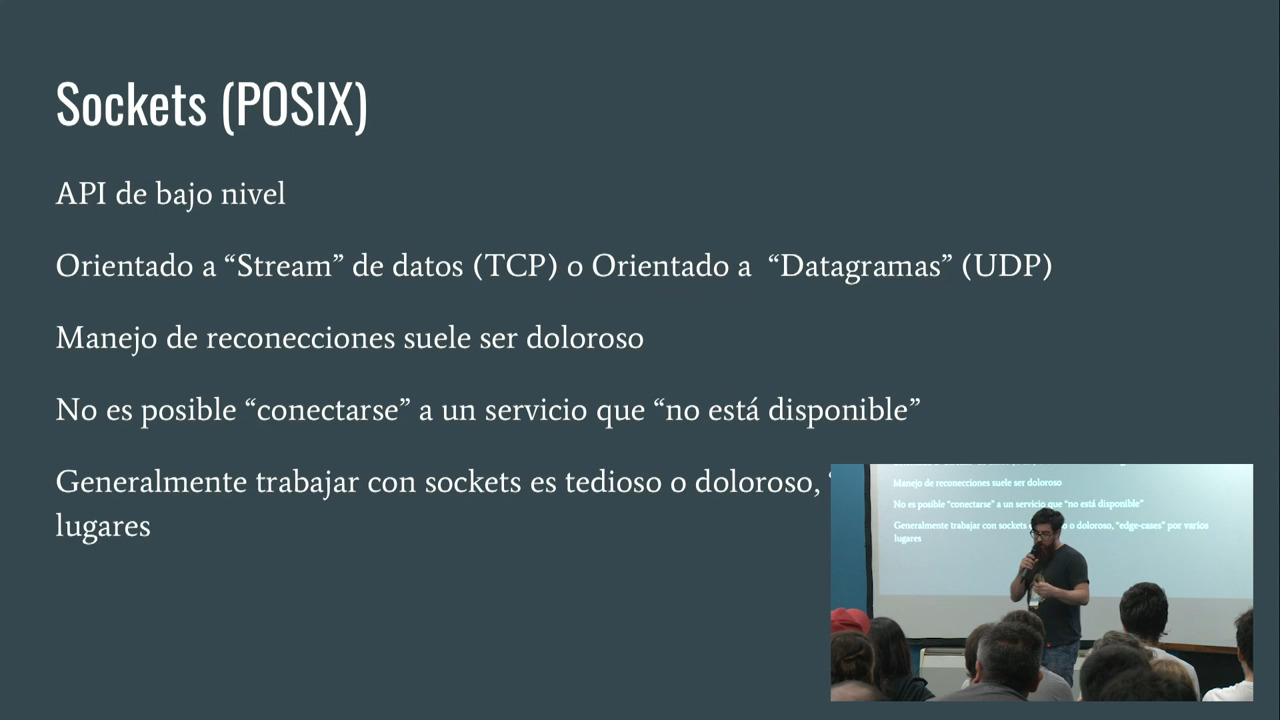 Sockets (POSIX)
API de bajo nivel
Orientado a “Stream” de datos (TCP) o Orientado a “Datagramas” (UDP)
Manejo de reconecciones suele ser doloroso
No es posible “conectarse” a un servicio que “no está disponible”
Generalmente trabajar con sockets es tedioso o doloroso, “
lugares
Manejo de reconecciones suele ser doloroso
No es posible “conectarse” a un servicio que “no está disponible”
Generalmente trabajar con sockets o doloroso, “edge-cases” por varios
lugares